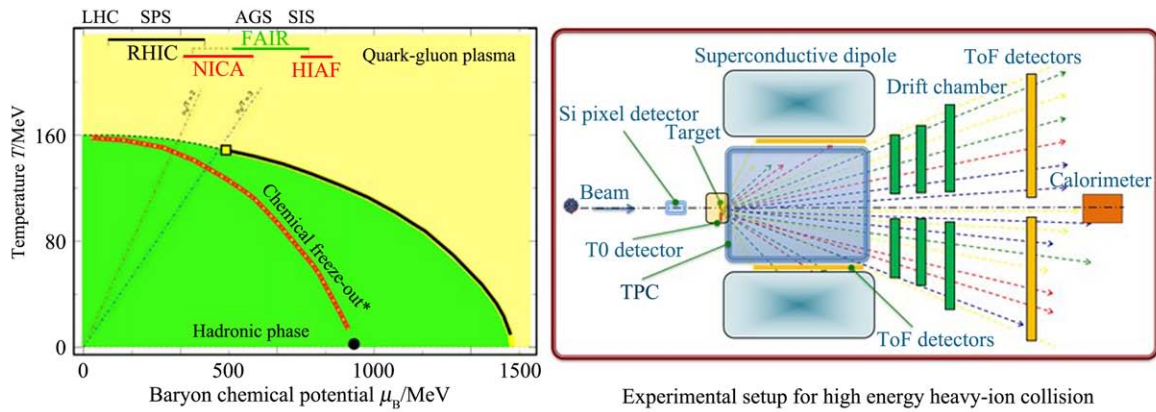 LHC SPS AGS SIS
FAIR
RHIC
NICA HIAF
Quark-gluon plasma
160
80
0
Temperature T/MeV
Chemical freeze-out*
Hadronic phase
0 500 1000 1500
Baryon chemical potential μB/MeV
Superconductive dipole
ToF detectors
Drift chamber
Si pixel detector
Target
Beam
Calorimeter
T0 detector
TPC
ToF detectors
Experimental setup for high energy heavy-ion collision